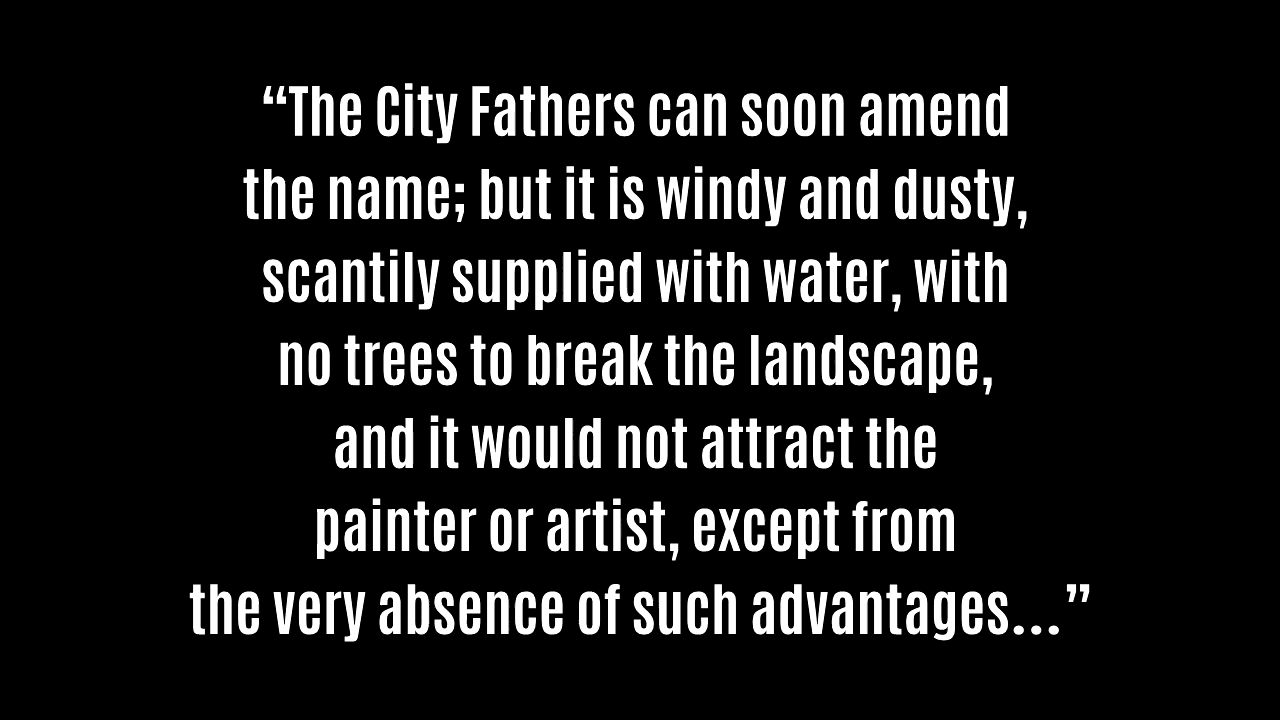 “The City Fathers can soon amend
the name; but it is windy and dusty,
scantily supplied with water, with
no trees to break the landscape,
and it would not attract the
painter or artist, except from
the very absence of such advantages...”